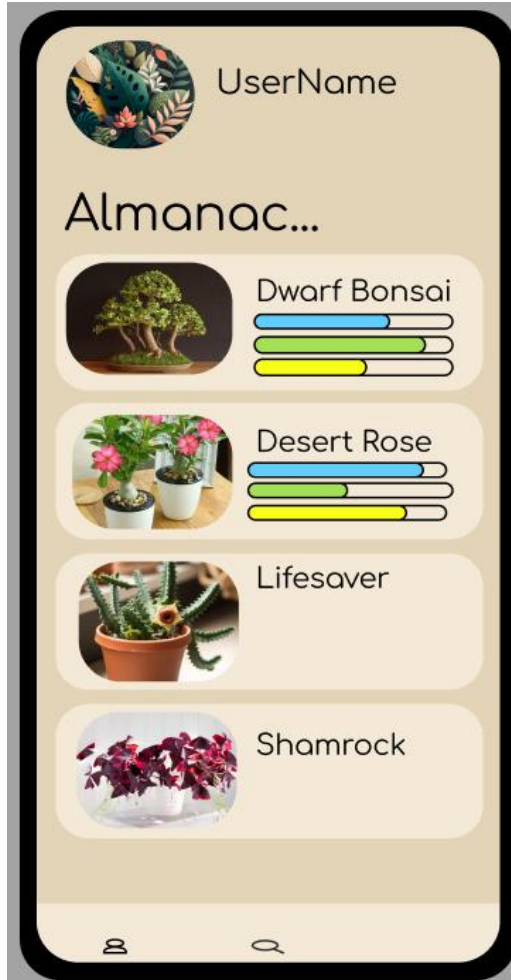 UserName
Almanac...
Dwarf Bonsai
Desert Rose
Lifesaver
Shamrock